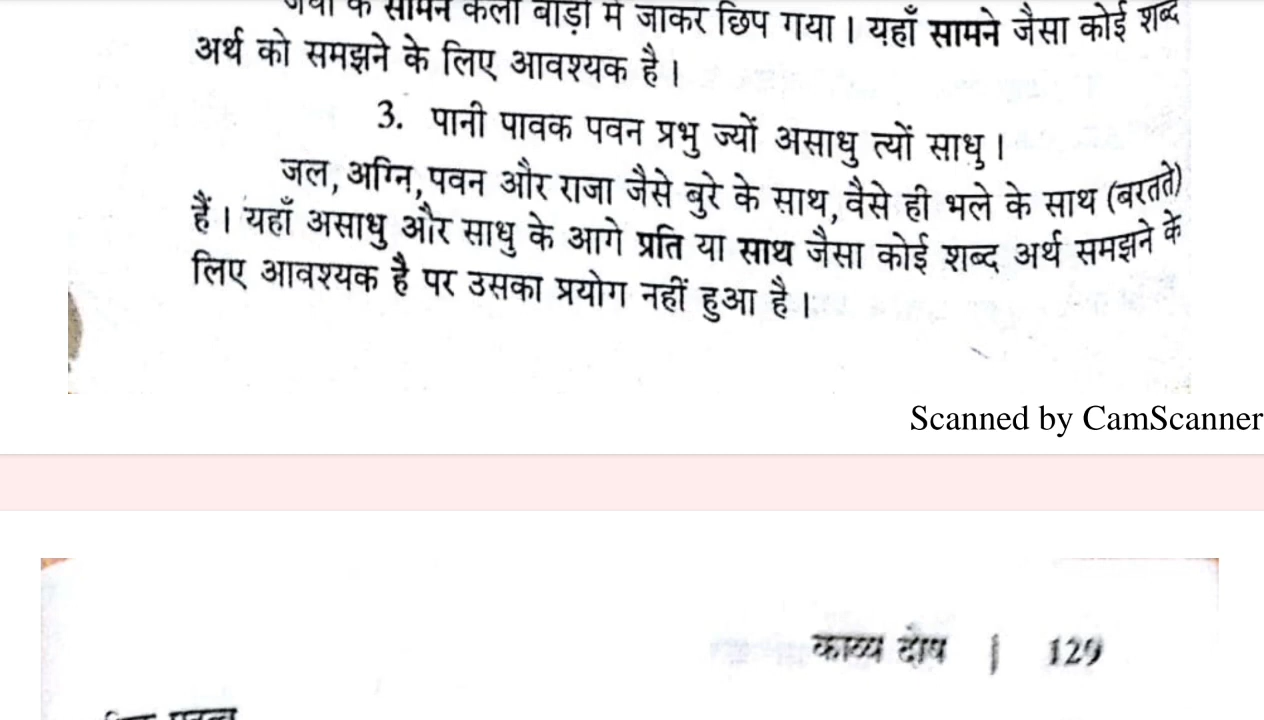 के सामने कला बाड़ी में जाकर छिप गया । यहाँ सामने जैसा कोई शब्द
अर्थ को समझने के लिए आवश्यक है ।
3. पानी पावक पवन प्रभु ज्यों असाधु त्यों साधु ।
जल, अग्नि, पवन और राजा जैसे बुरे के साथ, वैसे ही भले के साथ (बरतते)
हैं । यहाँ असाधु और साधु के आगे प्रति या साथ जैसा कोई शब्द अर्थ समझने के
लिए आवश्यक है पर उसका प्रयोग नहीं हुआ है ।
Scanned by CamScanner
काव्य दोष | 129